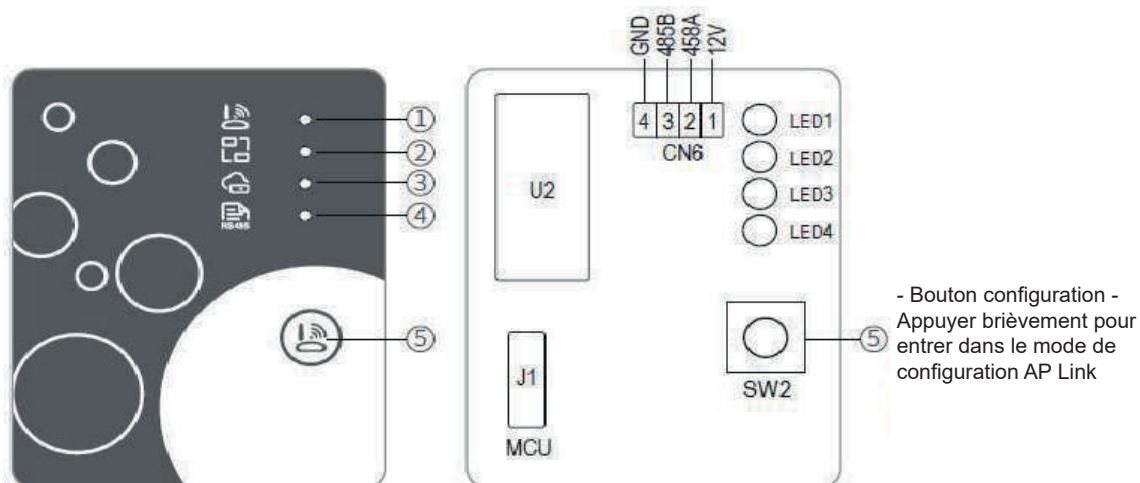 GND
485B
458A
12V
4 3 2 1
CN6
①
②
③
④
RS485
⑤
U2
LED1
LED2
LED3
LED4
J1
MCU
SW2
⑤
- Bouton configuration -
Appuyer brièvement pour
entrer dans le mode de
configuration AP Link